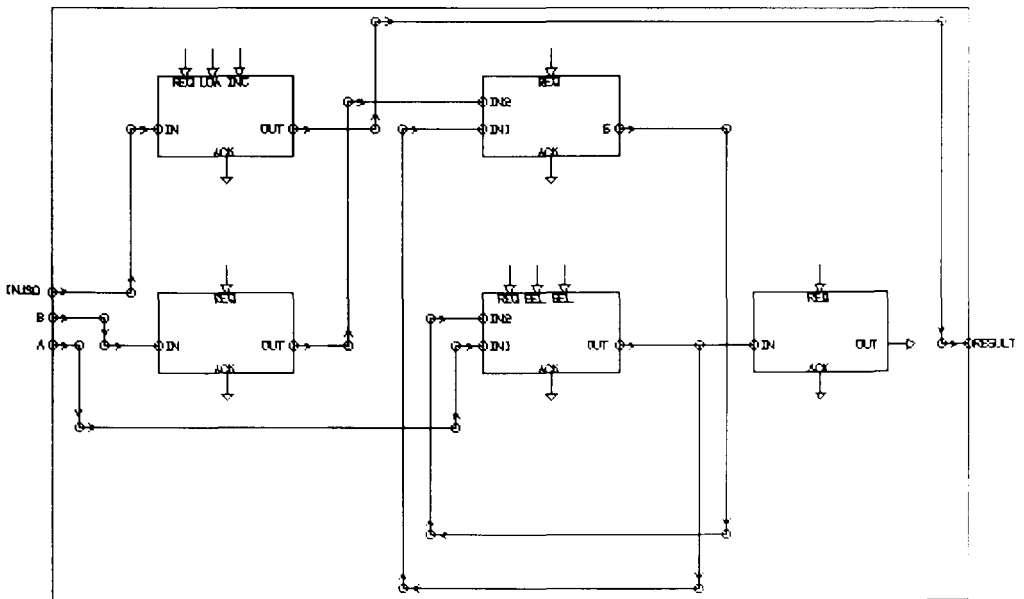 REQ LOA INC
IN
OUT
ACK
REQ
IN2
IN1
S
ACK
B
A
REQ
IN
OUT
ACK
REQ SEL SEL
IN2
IN1
OUT
ACK
REQ
IN
OUT
ACK
RESULT